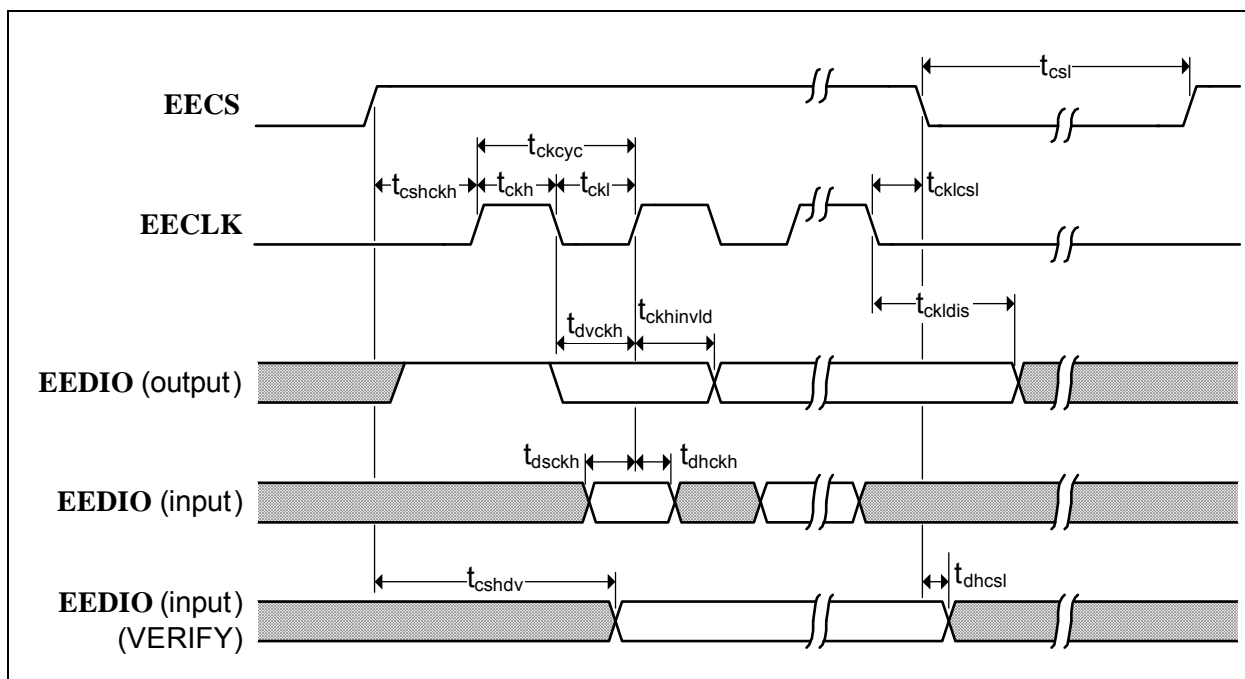 t_csl
EECS
t_ckcyc
t_cshckh
t_ckh
t_ckl
t_cklcsl
EECLK
t_ckldis
t_dvckh
t_ckhinvld
EEDIO (output)
t_dsckh
t_dhckh
EEDIO (input)
t_cshdv
t_dhcsl
EEDIO (input)
(VERIFY)